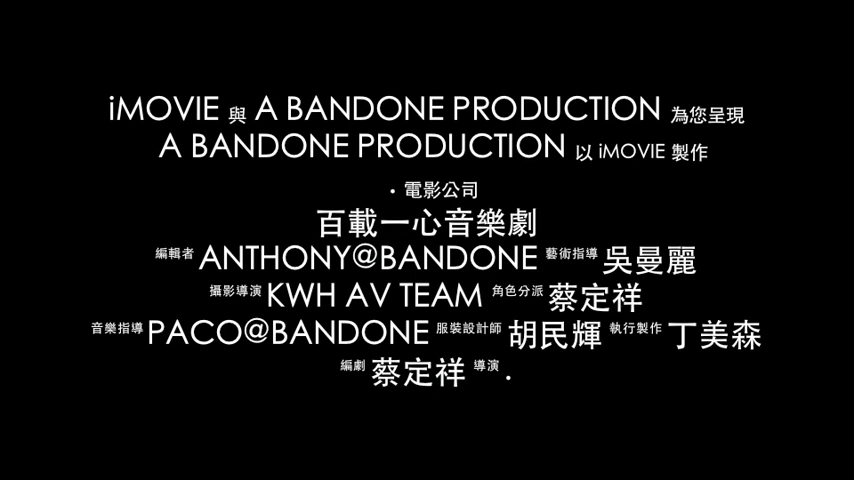 iMOVIE 與 A BANDONE PRODUCTION 為您呈現
A BANDONE PRODUCTION 以 iMOVIE 製作
. 電影公司
百載一心音樂劇
編輯者 ANTHONY@BANDONE 藝術指導 吳曼麗
攝影導演 KWH AV TEAM 角色分派 蔡定祥
音樂指導 PACO@BANDONE 服裝設計師 胡民輝 執行製作 丁美森
編劇 蔡定祥 導演 .